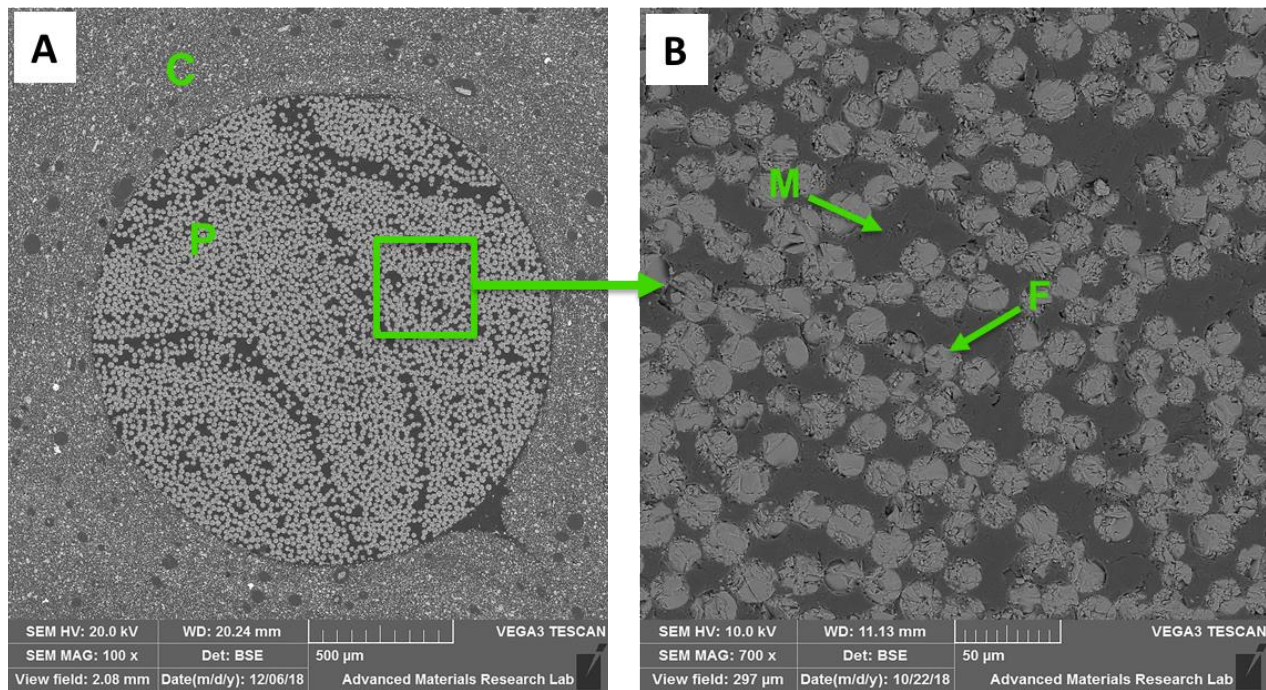 A
C
P
SEM HV: 20.0 kV WD: 20.24 mm VEGA3 TESCAN
SEM MAG: 100 x Det: BSE 500 µm
View field: 2.08 mm Date(m/d/y): 12/06/18 Advanced Materials Research Lab
B
M
F
SEM HV: 10.0 kV WD: 11.13 mm VEGA3 TESCAN
SEM MAG: 700 x Det: BSE 50 µm
View field: 297 µm Date(m/d/y): 10/22/18 Advanced Materials Research Lab